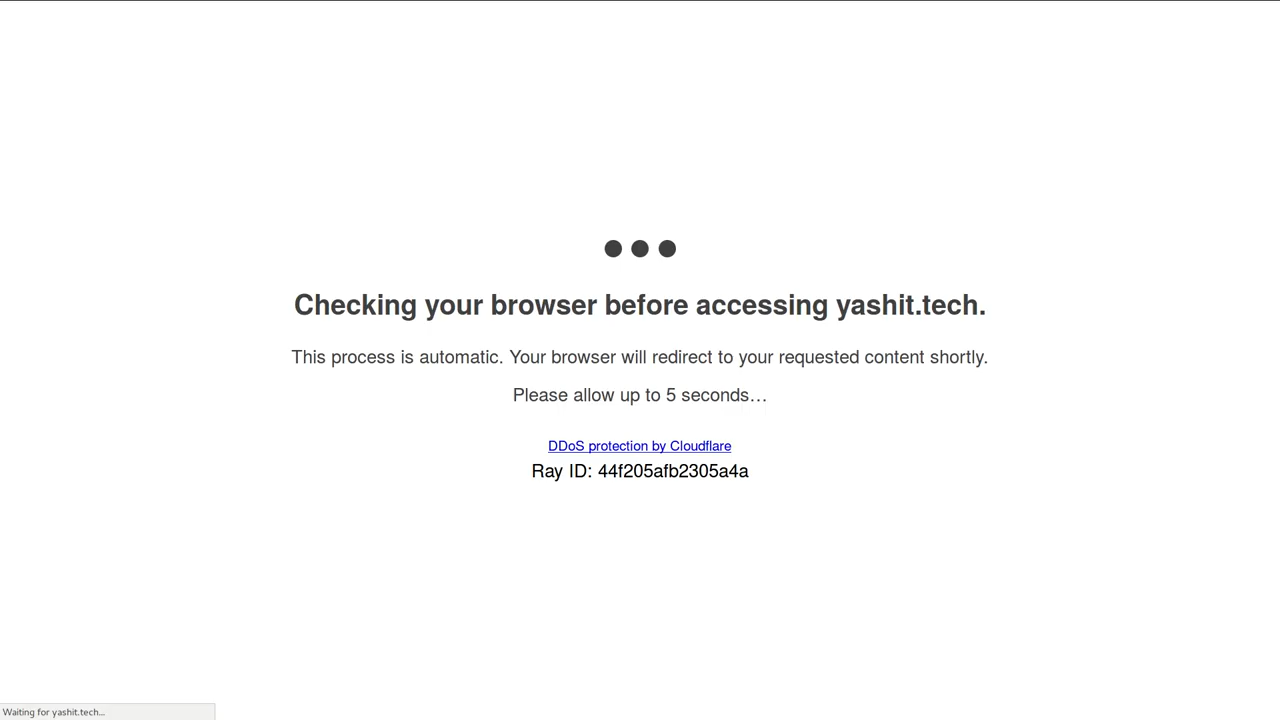 Checking your browser before accessing yashit.tech.
This process is automatic. Your browser will redirect to your requested content shortly.
Please allow up to 5 seconds…
DDoS protection by Cloudflare
Ray ID: 44f205afb2305a4a
Waiting for yashit.tech...